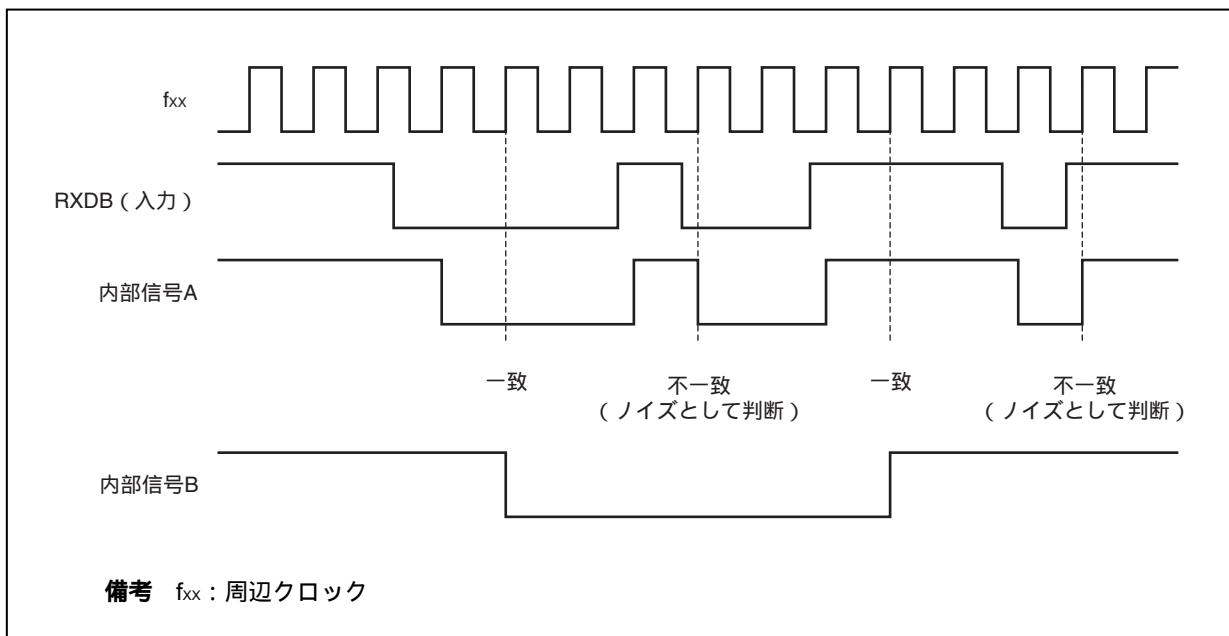 fxx
RXDB（入力）
内部信号A
一致 不一致 一致 不一致
（ノイズとして判断） （ノイズとして判断）
内部信号B
備考 fxx：周辺クロック